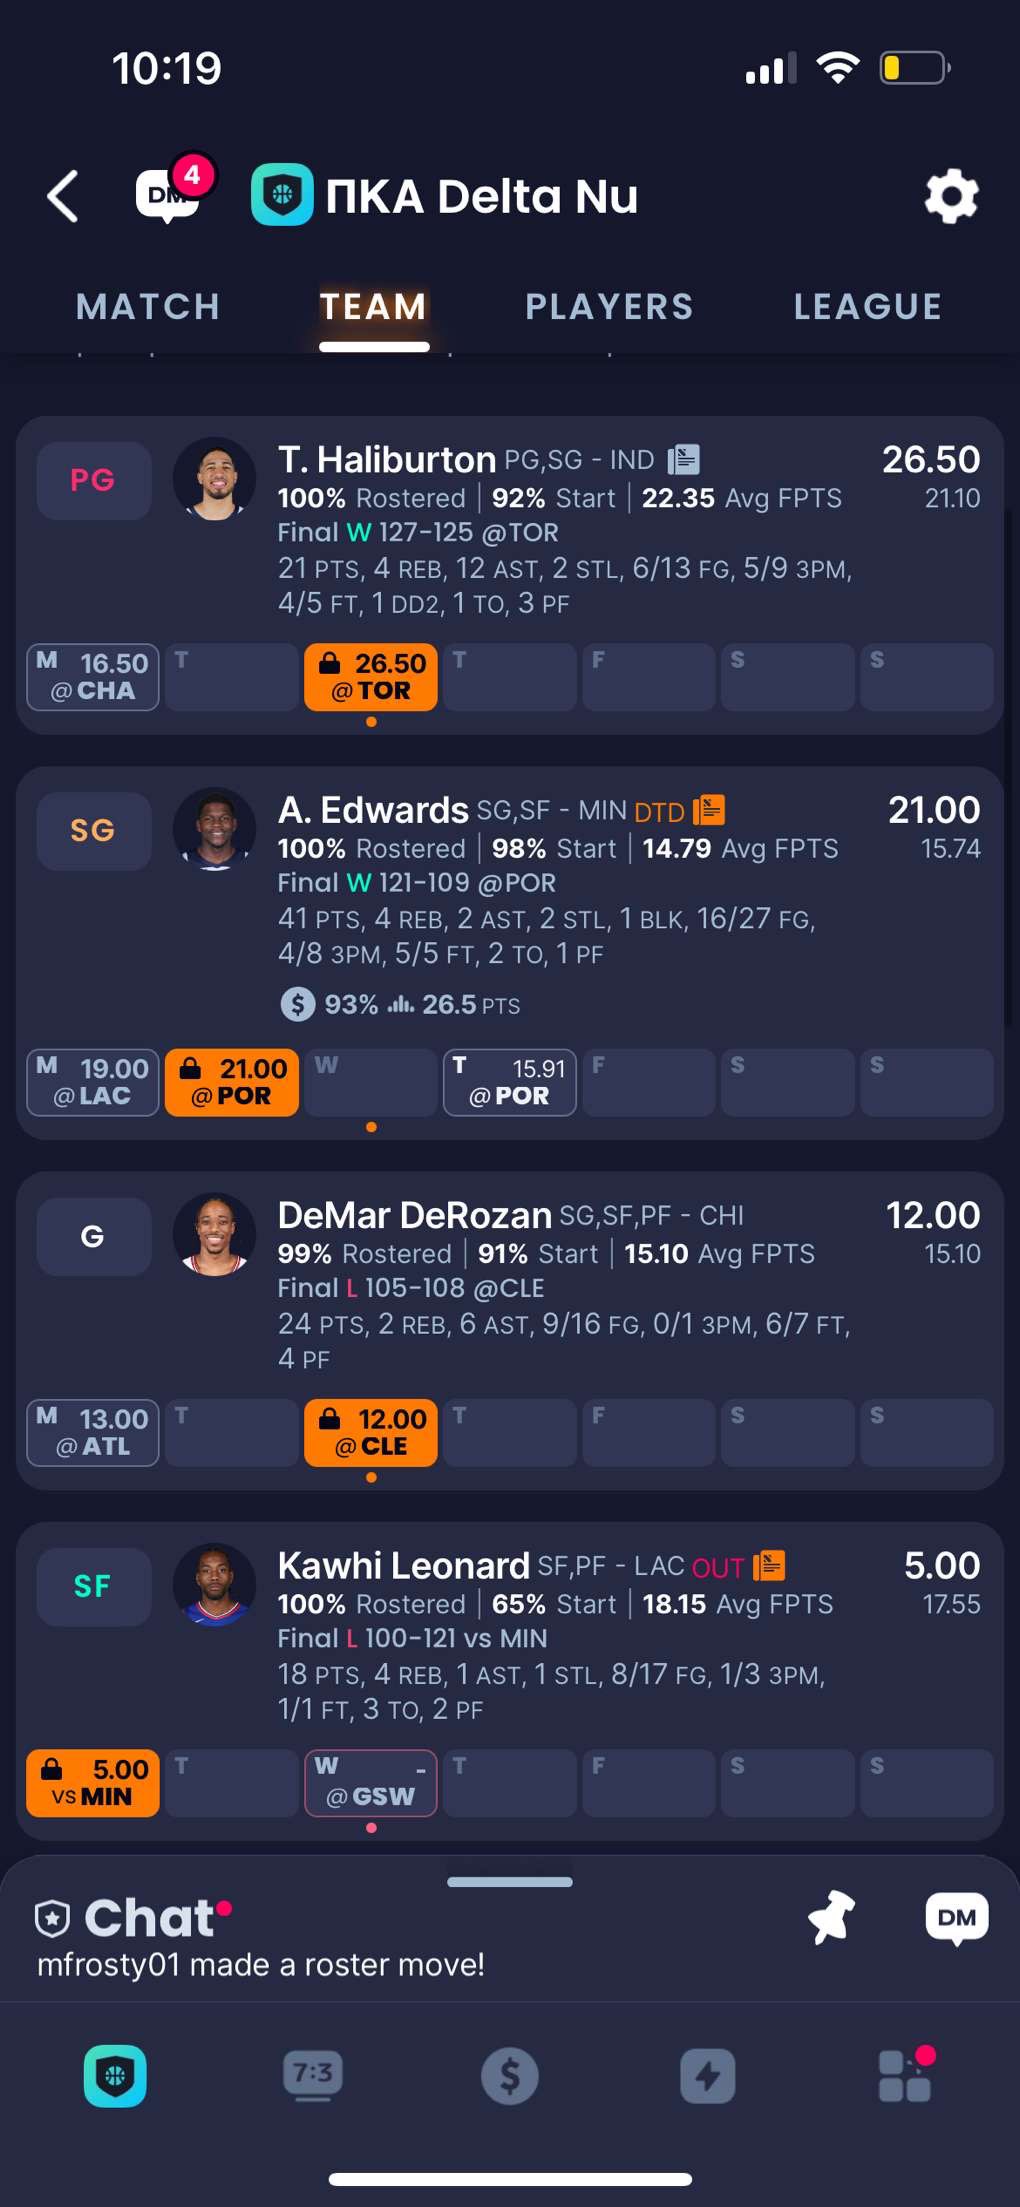 10:19
DM 4 ΠΚΑ Delta Nu
MATCH TEAM PLAYERS LEAGUE
PG T. Haliburton PG,SG - IND 26.50
100% Rostered | 92% Start | 22.35 Avg FPTS 21.10
Final W 127-125 @TOR
21 PTS, 4 REB, 12 AST, 2 STL, 6/13 FG, 5/9 3PM,
4/5 FT, 1 DD2, 1 TO, 3 PF
M 16.50 T 26.50 T F S S
@ CHA @ TOR
SG A. Edwards SG,SF - MIN DTD 21.00
100% Rostered | 98% Start | 14.79 Avg FPTS 15.74
Final W 121-109 @POR
41 PTS, 4 REB, 2 AST, 2 STL, 1 BLK, 16/27 FG,
4/8 3PM, 5/5 FT, 2 TO, 1 PF
$ 93% 26.5 PTS
M 19.00 21.00 W T 15.91 F S S
@ LAC @ POR @ POR
G DeMar DeRozan SG,SF,PF - CHI 12.00
99% Rostered | 91% Start | 15.10 Avg FPTS 15.10
Final L 105-108 @CLE
24 PTS, 2 REB, 6 AST, 9/16 FG, 0/1 3PM, 6/7 FT,
4 PF
M 13.00 T 12.00 T F S S
@ ATL @ CLE
SF Kawhi Leonard SF,PF - LAC OUT 5.00
100% Rostered | 65% Start | 18.15 Avg FPTS 17.55
Final L 100-121 vs MIN
18 PTS, 4 REB, 1 AST, 1 STL, 8/17 FG, 1/3 3PM,
1/1 FT, 3 TO, 2 PF
5.00 T W - T F S S
VS MIN @ GSW
Chat DM
mfrosty01 made a roster move!
7:3 $